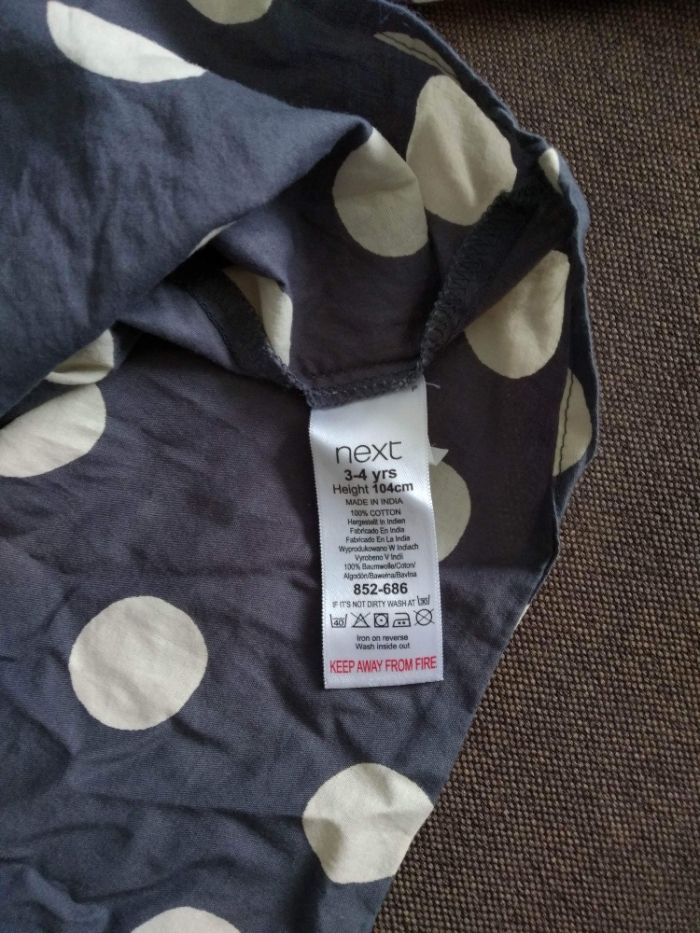 next
3-4 yrs
Height 104cm
MADE IN INDIA
100% COTTON
Hergestellt in Indien
Fabricado En India
Fabricado En La India
Wyprodukowano W Indiach
Vyrobeno V Indii
100% Baumwolle/Coton/
Algodón/Bawełna/Bavlna
852-686
IF IT'S NOT DIRTY WASH AT 30
40
Iron on reverse
Wash inside out
KEEP AWAY FROM FIRE